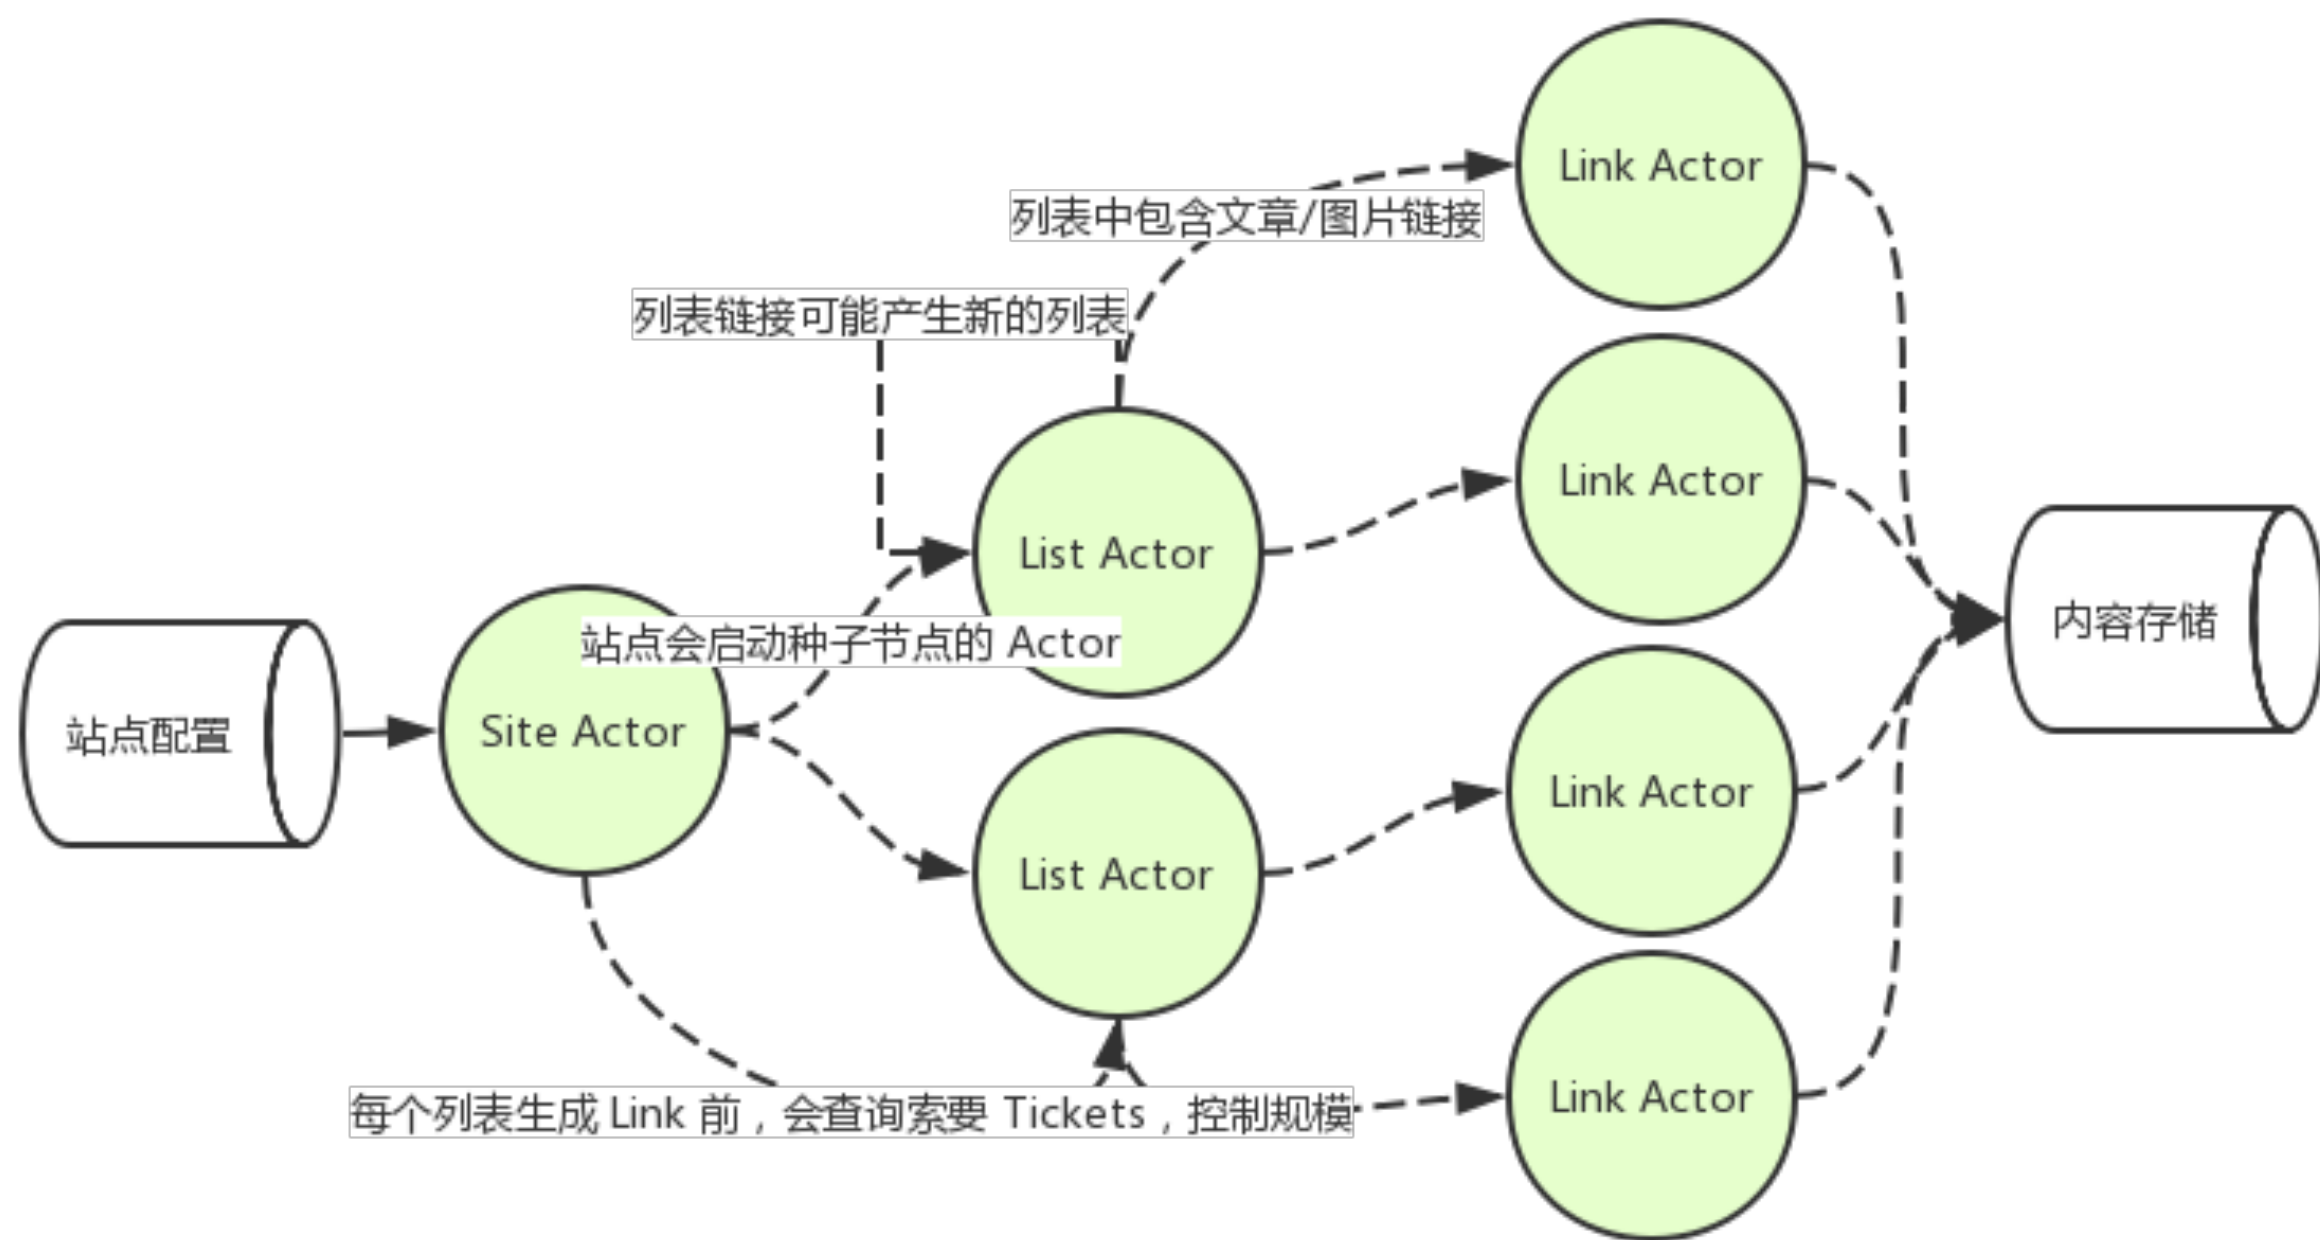 Link Actor
列表中包含文章/图片链接
列表链接可能产生新的列表
Link Actor
List Actor
内容存储
站点会启动种子节点的 Actor
站点配置
Site Actor
Link Actor
List Actor
每个列表生成 Link 前，会查询索要 Tickets，控制规模
Link Actor